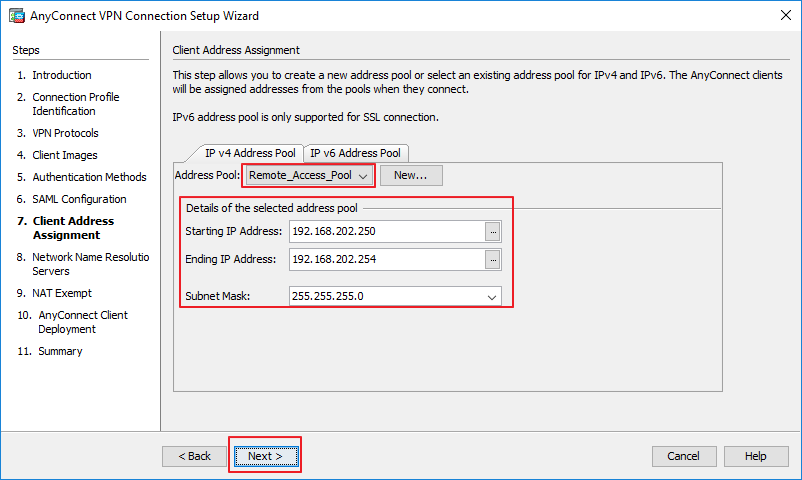 AnyConnect VPN Connection Setup Wizard
Steps
1. Introduction
2. Connection Profile
Identification
3. VPN Protocols
4. Client Images
5. Authentication Methods
6. SAML Configuration
7. Client Address
Assignment
8. Network Name Resolutio
Servers
9. NAT Exempt
10. AnyConnect Client
Deployment
11. Summary
Client Address Assignment
This step allows you to create a new address pool or select an existing address pool for IPv4 and IPv6. The AnyConnect clients
will be assigned addresses from the pools when they connect.
IPv6 address pool is only supported for SSL connection.
IP v4 Address Pool IP v6 Address Pool
Address Pool: Remote_Access_Pool New...
Details of the selected address pool
Starting IP Address: 192.168.202.250 ...
Ending IP Address: 192.168.202.254 ...
Subnet Mask: 255.255.255.0
< Back Next > Cancel Help